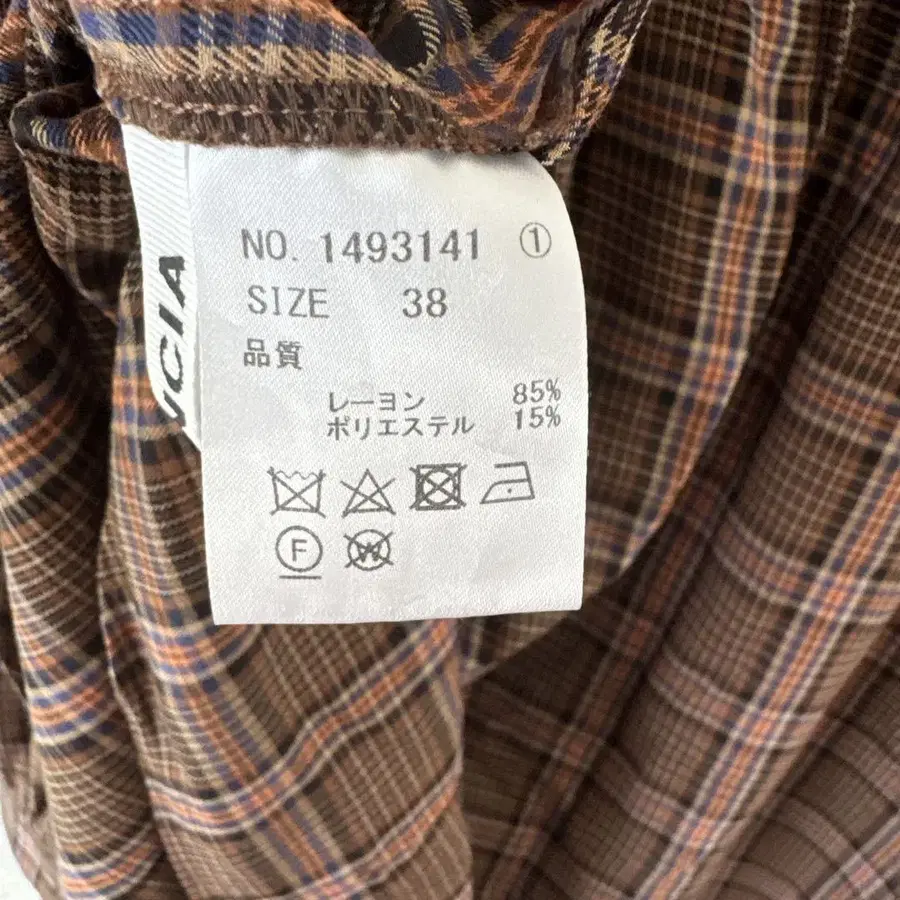 NO. 1493141 ①
SIZE 38
品質
レーヨン 85%
ポリエステル 15%
F
W